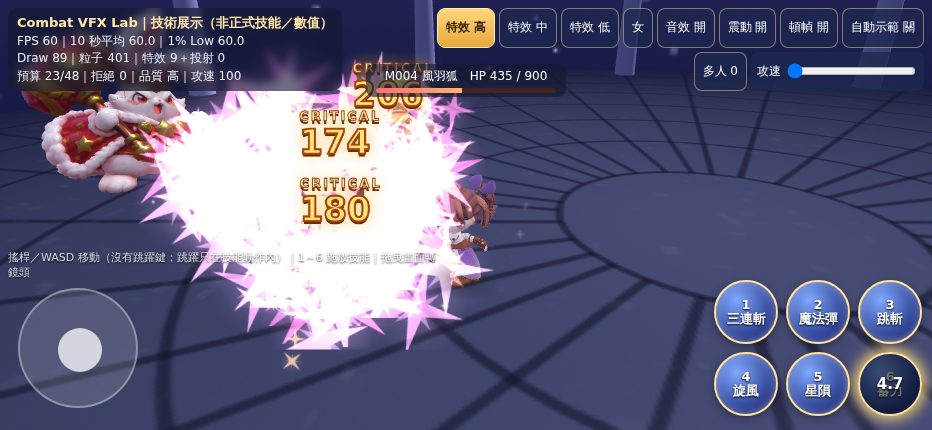 Combat VFX Lab | 技術展示（非正式技能／數值）
FPS 60 | 10 秒平均 60.0 | 1% Low 60.0
Draw 89 | 粒子 401 | 特效 9 + 投射 0
預算 23/48 | 拒絕 0 | 品質 高 | 攻速 100
特效 高
特效 中
特效 低
女
音效 開
震動 開
頓幀 開
自動示範 關
多人 0
攻速
CRITICAL
M004 風羽狐 HP 435 / 900
206
CRITICAL
174
CRITICAL
180
搖桿／WASD 移動（沒有跳躍鍵；跳躍只在技能動作內） | 1～6 施放技能 | 拖曳畫面轉
鏡頭
1
三連斬
2
魔法彈
3
跳斬
4
旋風
5
星隕
6
4.7
蓄力